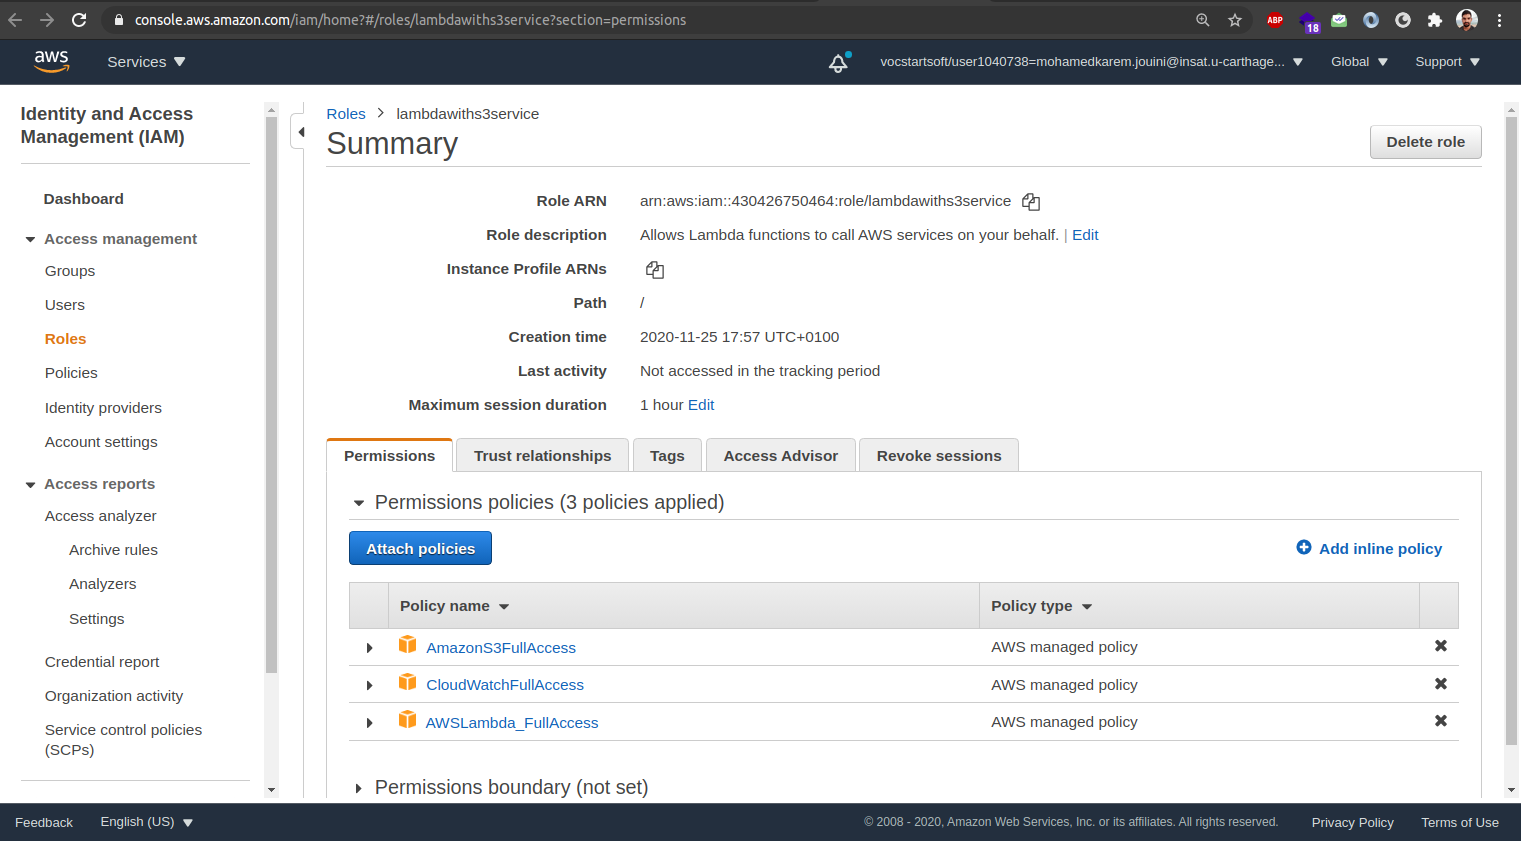 console.aws.amazon.com/iam/home?#/roles/lambdawiths3service?section=permissions
ABP
18
aws
Services
vocstartsoft/user1040738=mohamedkarem.jouini@insat.u-carthage...
Global
Support
Identity and Access
Management (IAM)
Dashboard
Access management
Groups
Users
Roles
Policies
Identity providers
Account settings
Access reports
Access analyzer
Archive rules
Analyzers
Settings
Credential report
Organization activity
Service control policies
(SCPs)
Roles > lambdawiths3service
Summary
Delete role
Role ARN arn:aws:iam::430426750464:role/lambdawiths3service
Role description Allows Lambda functions to call AWS services on your behalf. | Edit
Instance Profile ARNs
Path /
Creation time 2020-11-25 17:57 UTC+0100
Last activity Not accessed in the tracking period
Maximum session duration 1 hour Edit
Permissions Trust relationships Tags Access Advisor Revoke sessions
Permissions policies (3 policies applied)
Attach policies Add inline policy
Policy name Policy type
AmazonS3FullAccess AWS managed policy
CloudWatchFullAccess AWS managed policy
AWSLambda_FullAccess AWS managed policy
Permissions boundary (not set)
Feedback English (US) © 2008 - 2020, Amazon Web Services, Inc. or its affiliates. All rights reserved. Privacy Policy Terms of Use